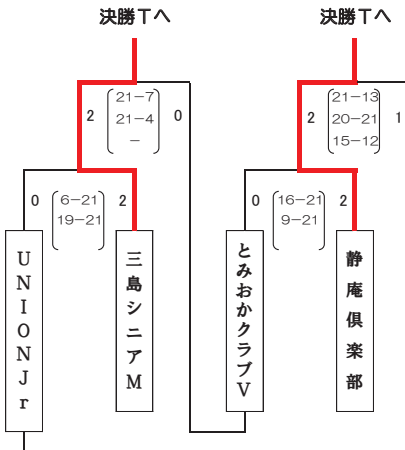 決勝Tへ 決勝Tへ
2 21-7 0 2 21-13 1
21-4 20-21
- 15-12
0 6-21 2 0 16-21 2
19-21 9-21
UNIONJr
三島シニアM
とみおかクラブV
静庵倶楽部